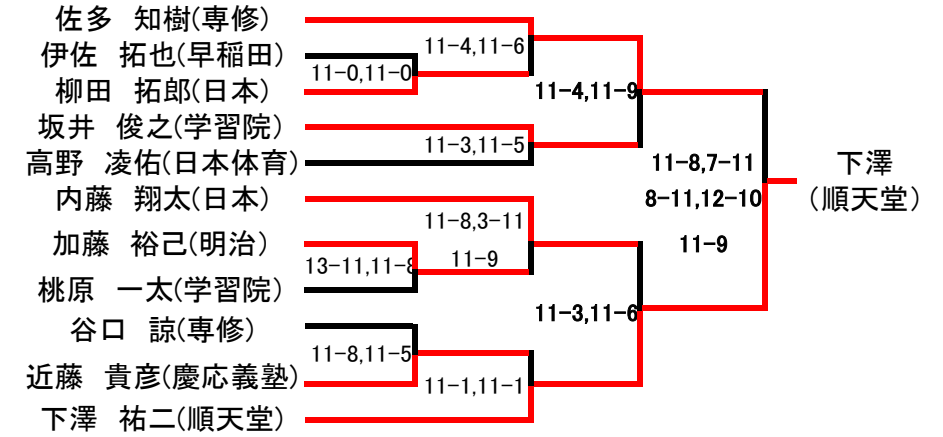 佐多　知樹(専修)
伊佐　拓也(早稲田)
柳田　拓郎(日本)
坂井　俊之(学習院)
高野　凌佑(日本体育)
内藤　翔太(日本)
加藤　裕己(明治)
桃原　一太(学習院)
谷口　諒(専修)
近藤　貴彦(慶応義塾)
下澤　祐二(順天堂)
11-0,11-0
13-11,11-8
11-8,11-5
11-4,11-6
11-3,11-5
11-8,3-11
11-9
11-1,11-1
11-4,11-9
11-3,11-6
11-8,7-11
8-11,12-10
11-9
下澤
（順天堂）